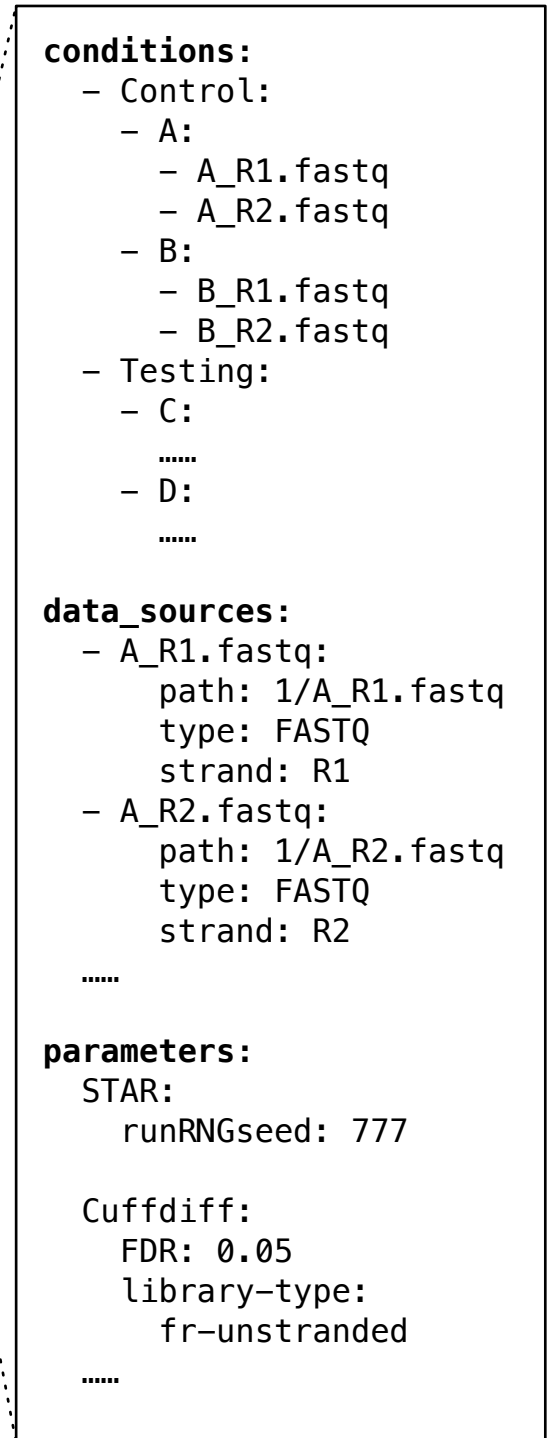 conditions:
  – Control:
    – A:
      – A_R1.fastq
      – A_R2.fastq
    – B:
      – B_R1.fastq
      – B_R2.fastq
  – Testing:
    – C:
      ……
    – D:
      ……
data_sources:
  – A_R1.fastq:
      path: 1/A_R1.fastq
      type: FASTQ
      strand: R1
  – A_R2.fastq:
      path: 1/A_R2.fastq
      type: FASTQ
      strand: R2
  ……
parameters:
  STAR:
    runRNGseed: 777
  Cuffdiff:
    FDR: 0.05
    library–type:
      fr–unstranded
  ……